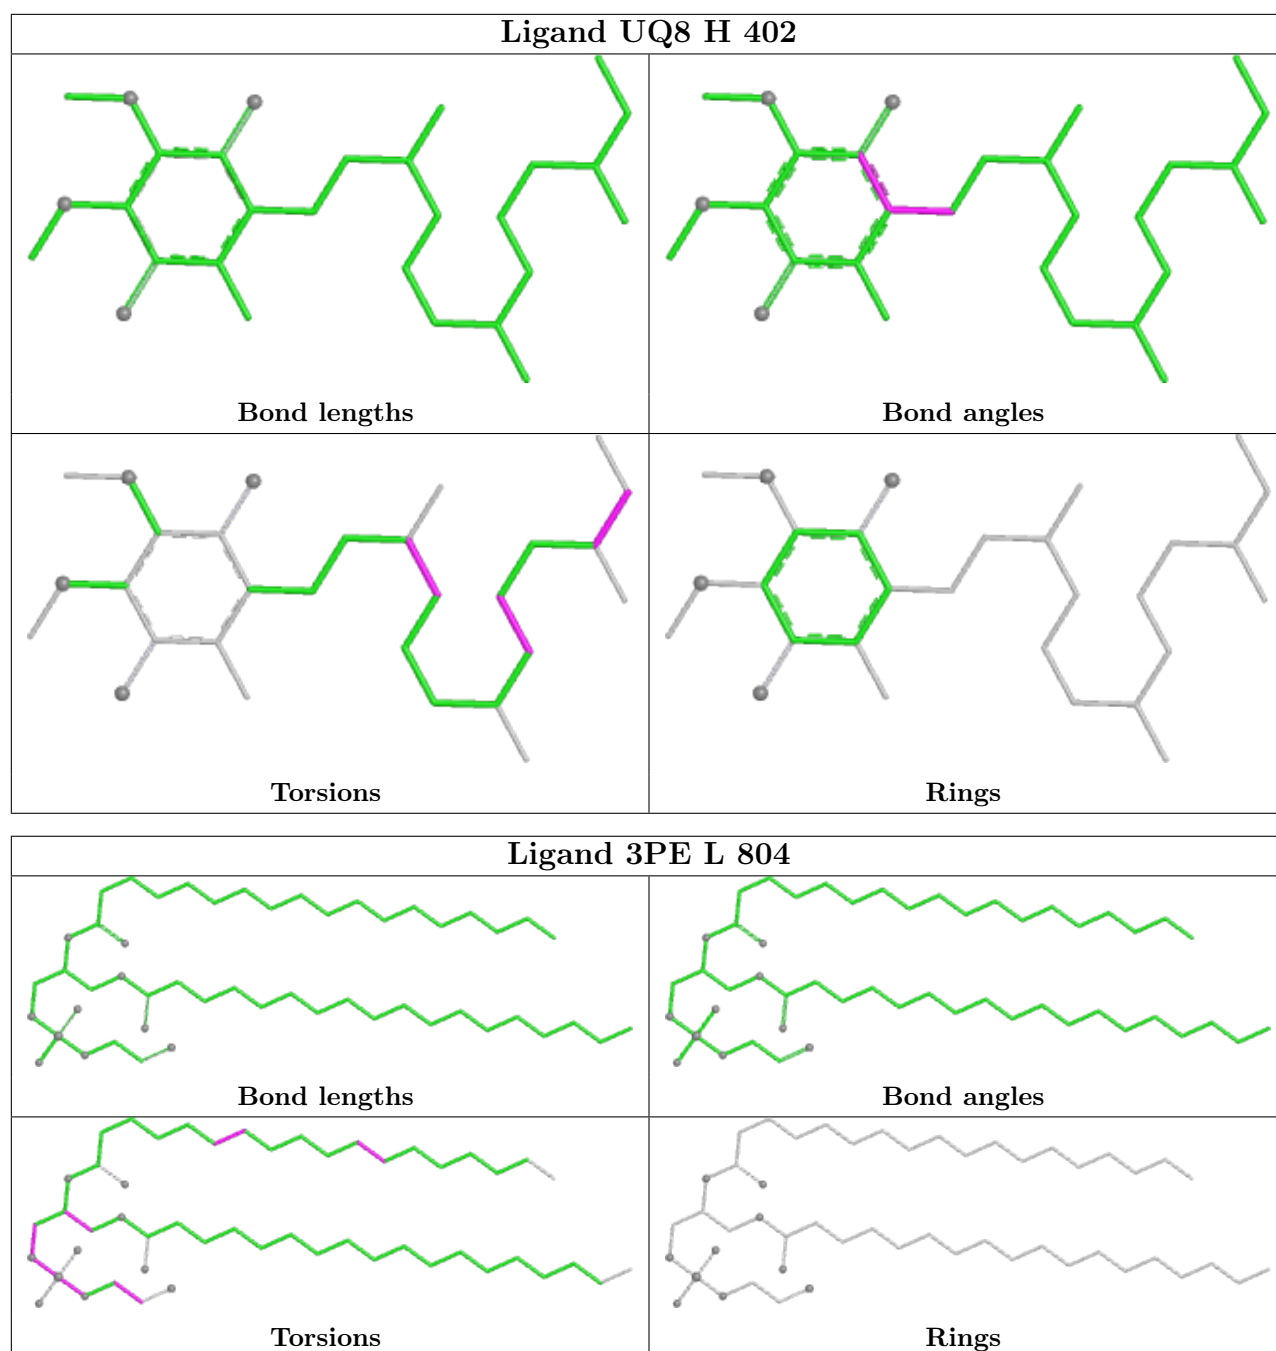 Ligand UQ8 H 402
Bond lengths
Bond angles
Torsions
Rings
Ligand 3PE L 804
Bond lengths
Bond angles
Torsions
Rings